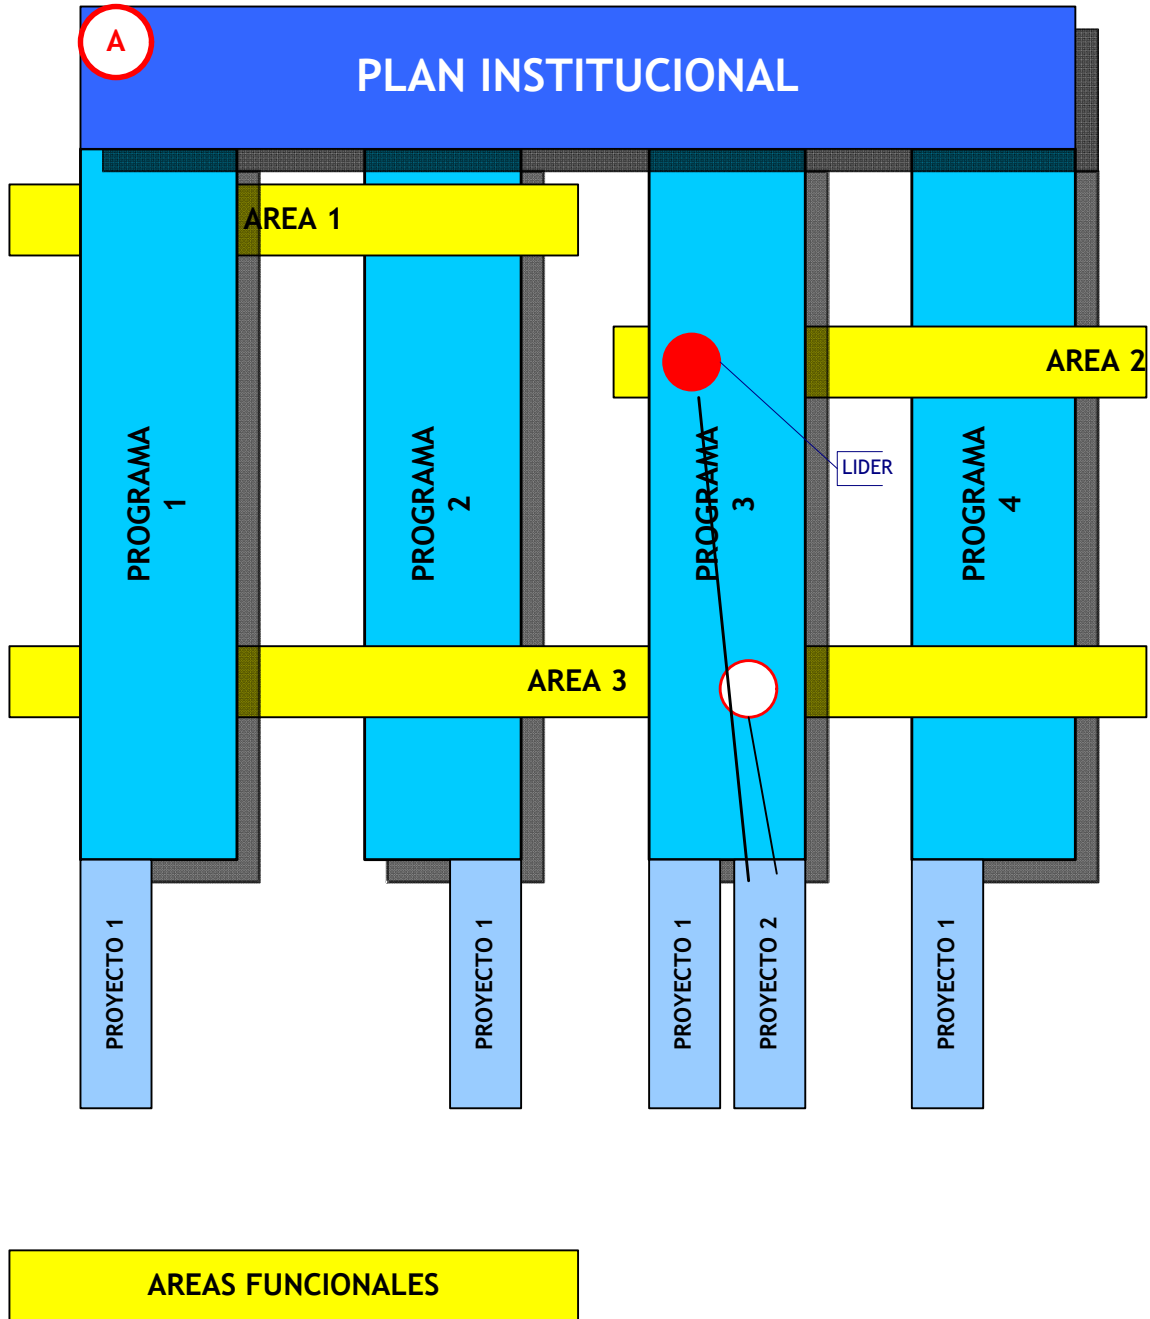 A
PLAN INSTITUCIONAL
AREA 1
AREA 2
PROGRAMA
1
PROGRAMA
2
PROGRAMA
3
PROGRAMA
4
LIDER
AREA 3
PROYECTO 1
PROYECTO 1
PROYECTO 1
PROYECTO 2
PROYECTO 1
AREAS FUNCIONALES